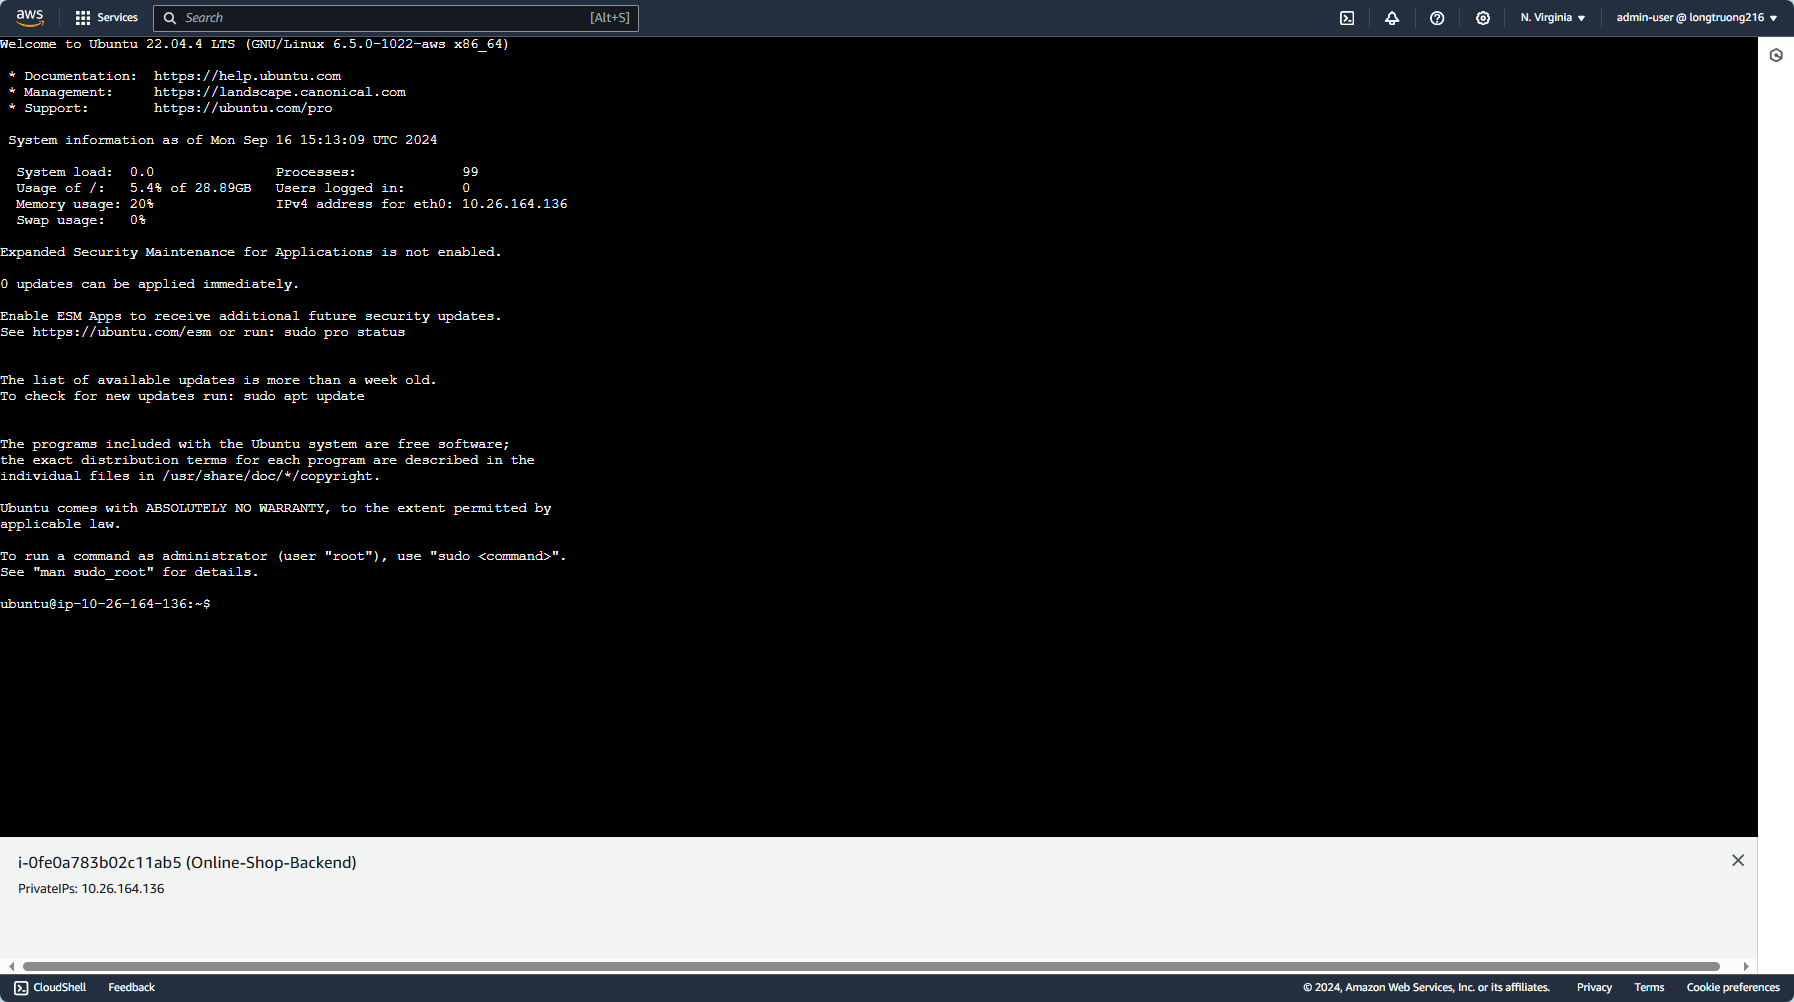 aws Services Search [Alt+S] N. Virginia admin-user @ longtruong216
Welcome to Ubuntu 22.04.4 LTS (GNU/Linux 6.5.0-1022-aws x86_64)
* Documentation: https://help.ubuntu.com
* Management: https://landscape.canonical.com
* Support: https://ubuntu.com/pro
System information as of Mon Sep 16 15:13:09 UTC 2024
System load: 0.0 Processes: 99
Usage of /: 5.4% of 28.89GB Users logged in: 0
Memory usage: 20% IPv4 address for eth0: 10.26.164.136
Swap usage: 0%
Expanded Security Maintenance for Applications is not enabled.
0 updates can be applied immediately.
Enable ESM Apps to receive additional future security updates.
See https://ubuntu.com/esm or run: sudo pro status
The list of available updates is more than a week old.
To check for new updates run: sudo apt update
The programs included with the Ubuntu system are free software;
the exact distribution terms for each program are described in the
individual files in /usr/share/doc/*/copyright.
Ubuntu comes with ABSOLUTELY NO WARRANTY, to the extent permitted by
applicable law.
To run a command as administrator (user "root"), use "sudo <command>".
See "man sudo_root" for details.
ubuntu@ip-10-26-164-136:~$
i-0fe0a783b02c11ab5 (Online-Shop-Backend)
PrivateIPs: 10.26.164.136
CloudShell Feedback © 2024, Amazon Web Services, Inc. or its affiliates. Privacy Terms Cookie preferences